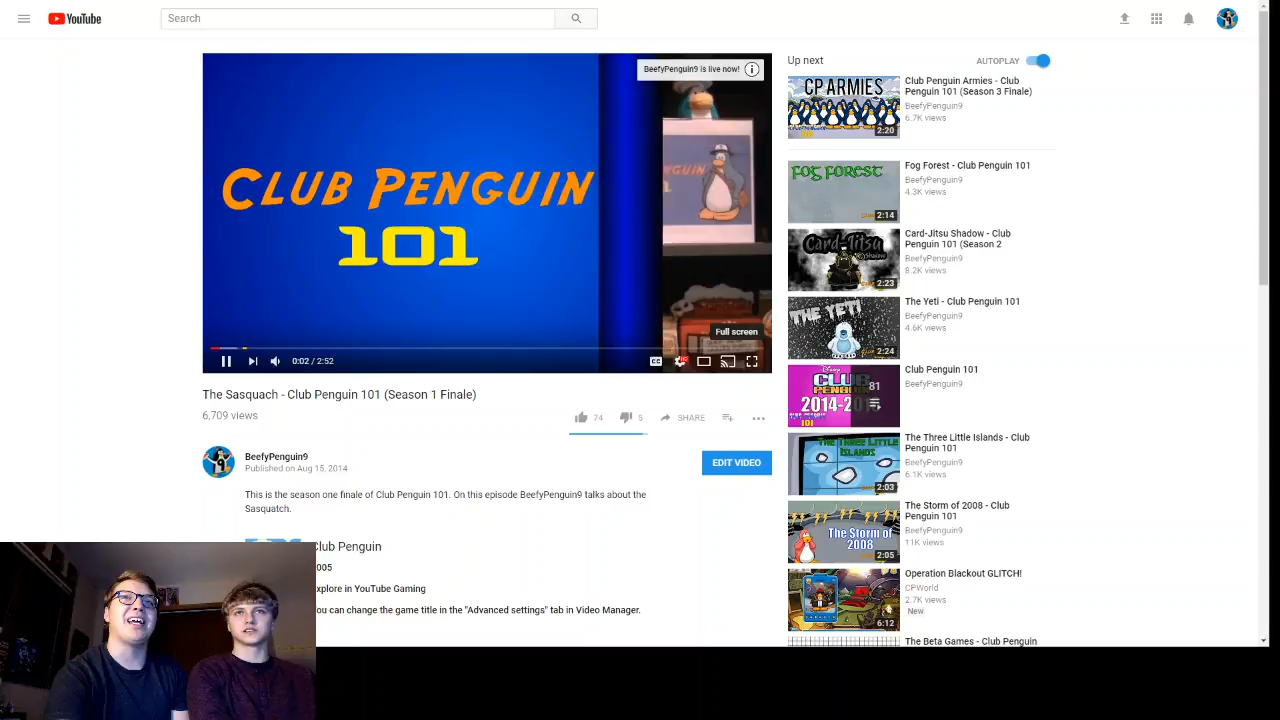 YouTube
Search
BeefyPenguin9 is live now!
CLUB PENGUIN
101
Full screen
0:02 / 2:52
CC
The Sasquach - Club Penguin 101 (Season 1 Finale)
6,709 views
74
5
SHARE
BeefyPenguin9
Published on Aug 15, 2014
EDIT VIDEO
This is the season one finale of Club Penguin 101. On this episode BeefyPenguin9 talks about the
Sasquatch.
Club Penguin
005
xplore in YouTube Gaming
ou can change the game title in the "Advanced settings" tab in Video Manager.
Up next
AUTOPLAY
CP ARMIES
2:20
Club Penguin Armies - Club
Penguin 101 (Season 3 Finale)
BeefyPenguin9
6.7K views
FOG FOREST
2:14
Fog Forest - Club Penguin 101
BeefyPenguin9
4.3K views
Card-Jitsu
2:23
Card-Jitsu Shadow - Club
Penguin 101 (Season 2
BeefyPenguin9
8.2K views
THE YETI
2:24
The Yeti - Club Penguin 101
BeefyPenguin9
4.6K views
81
Club Penguin 101
BeefyPenguin9
THE THREE LITTLE
ISLANDS
2:03
The Three Little Islands - Club
Penguin 101
BeefyPenguin9
6.1K views
The Storm of
2008
2:05
The Storm of 2008 - Club
Penguin 101
BeefyPenguin9
11K views
6:12
Operation Blackout GLITCH!
CPWorld
2.7K views
New
The Beta Games - Club Penguin